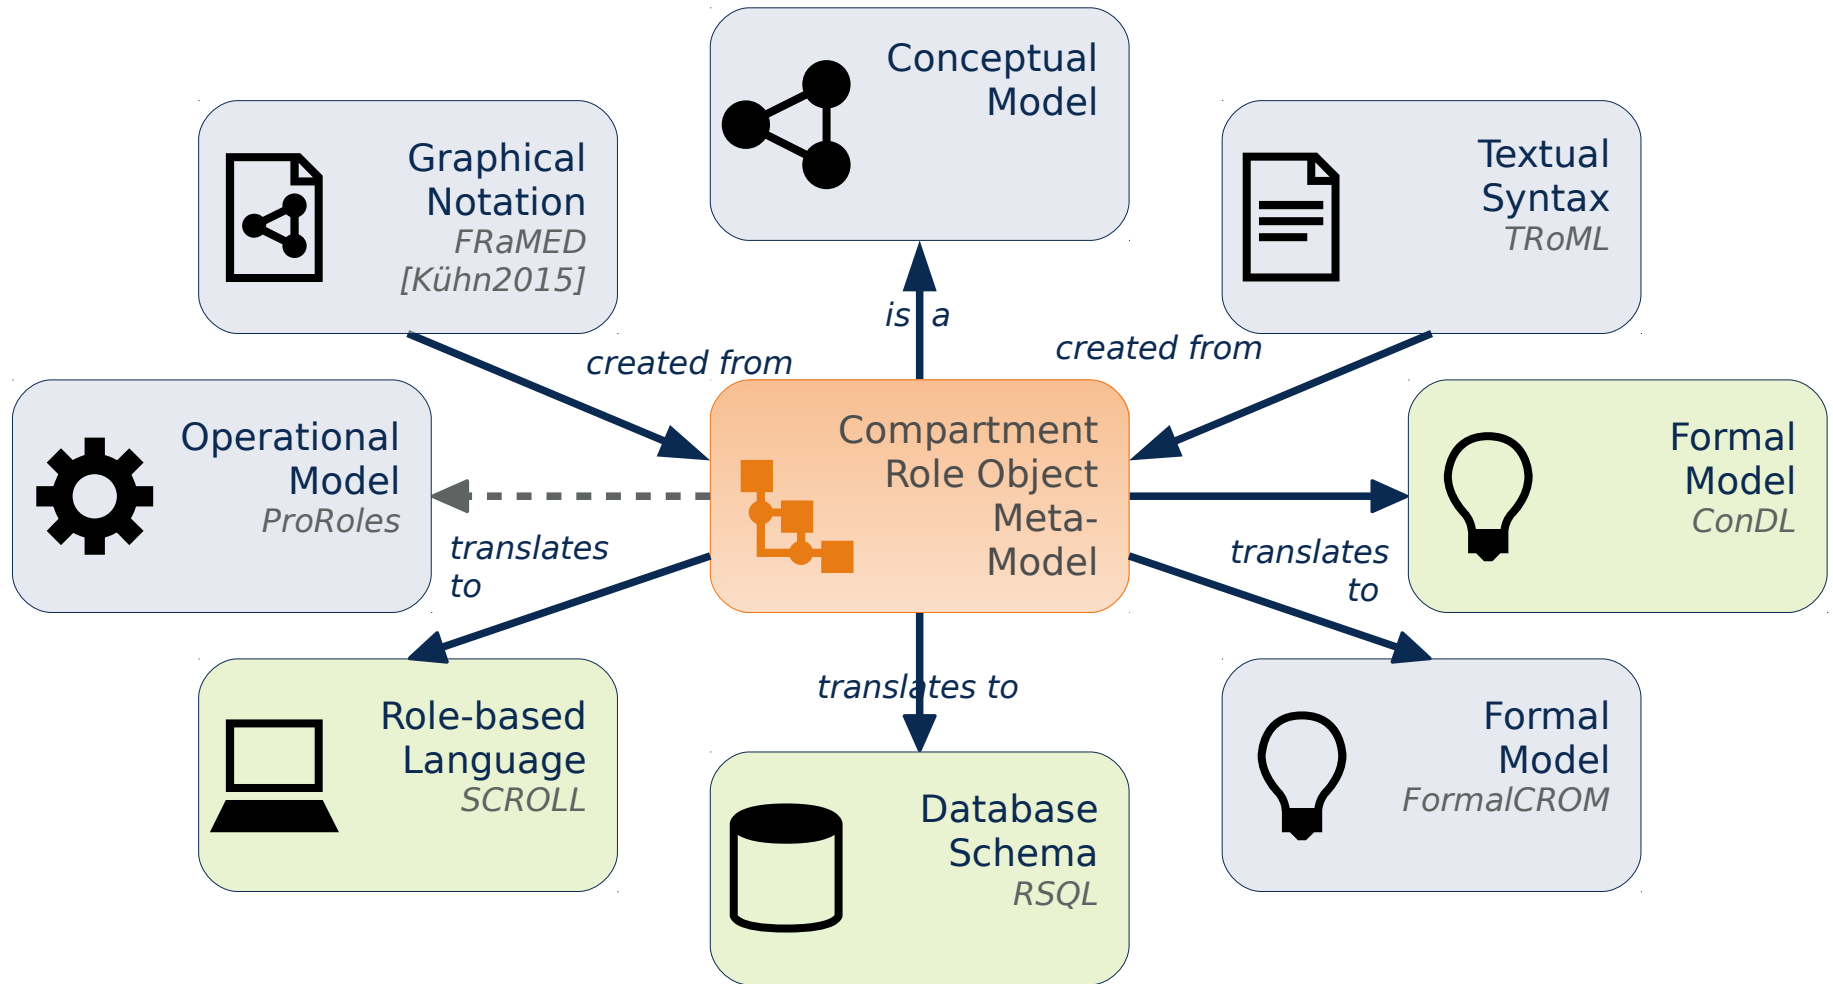 Conceptual
Model
Graphical
Notation
FRaMED
[Kühn2015]
Textual
Syntax
TRoML
is a
created from
created from
Operational
Model
ProRoles
Compartment
Role Object
Meta-
Model
Formal
Model
ConDL
translates
to
translates
to
translates to
Role-based
Language
SCROLL
Database
Schema
RSQL
Formal
Model
FormalCROM